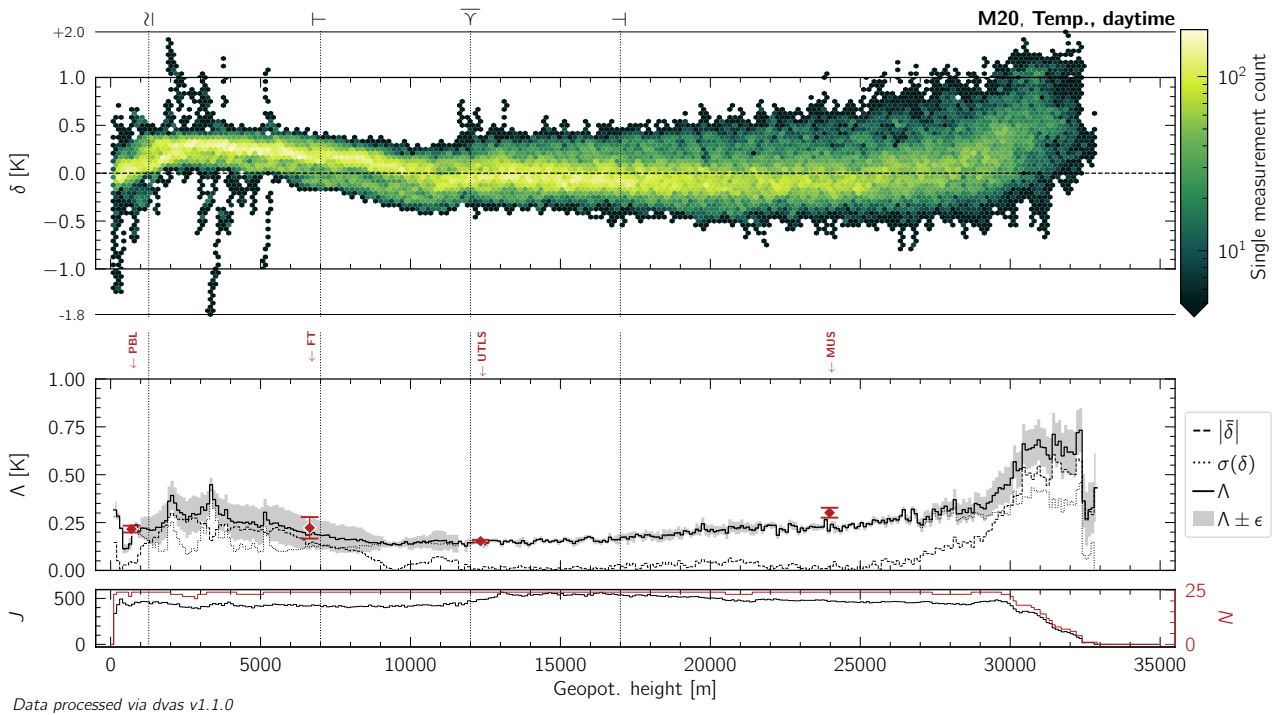 M20, Temp., daytime
+2.0
1.0
0.5
0.0
−0.5
−1.0
-1.8
δ [K]
10²
10¹
Single measurement count
← PBL
← FT
← UTLS
← MUS
1.00
0.75
0.50
0.25
0.00
Λ [K]
|δ̄|
σ(δ)
Λ
Λ ± ϵ
500
0
J
25
0
N
0 5000 10000 15000 20000 25000 30000 35000
Geopot. height [m]
Data processed via dvas v1.1.0